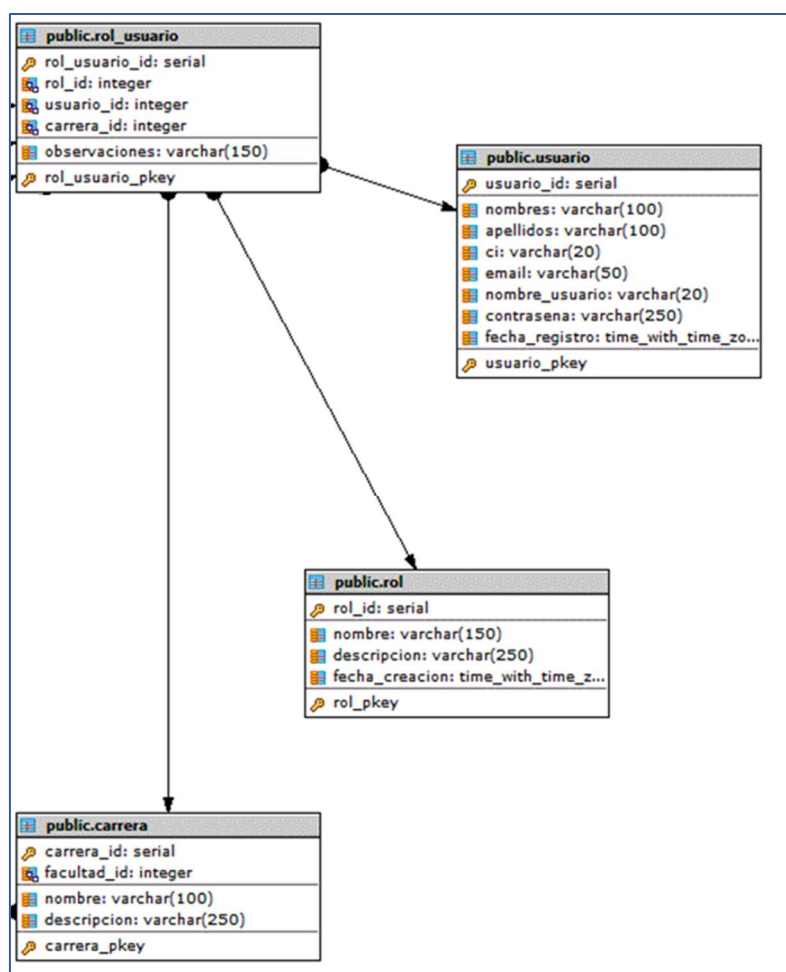 public.rol_usuario
rol_usuario_id: serial
rol_id: integer
usuario_id: integer
carrera_id: integer
observaciones: varchar(150)
rol_usuario_pkey
public.usuario
usuario_id: serial
nombres: varchar(100)
apellidos: varchar(100)
ci: varchar(20)
email: varchar(50)
nombre_usuario: varchar(20)
contrasena: varchar(250)
fecha_registro: time_with_time_zo...
usuario_pkey
public.rol
rol_id: serial
nombre: varchar(150)
descripcion: varchar(250)
fecha_creacion: time_with_time_z...
rol_pkey
public.carrera
carrera_id: serial
facultad_id: integer
nombre: varchar(100)
descripcion: varchar(250)
carrera_pkey